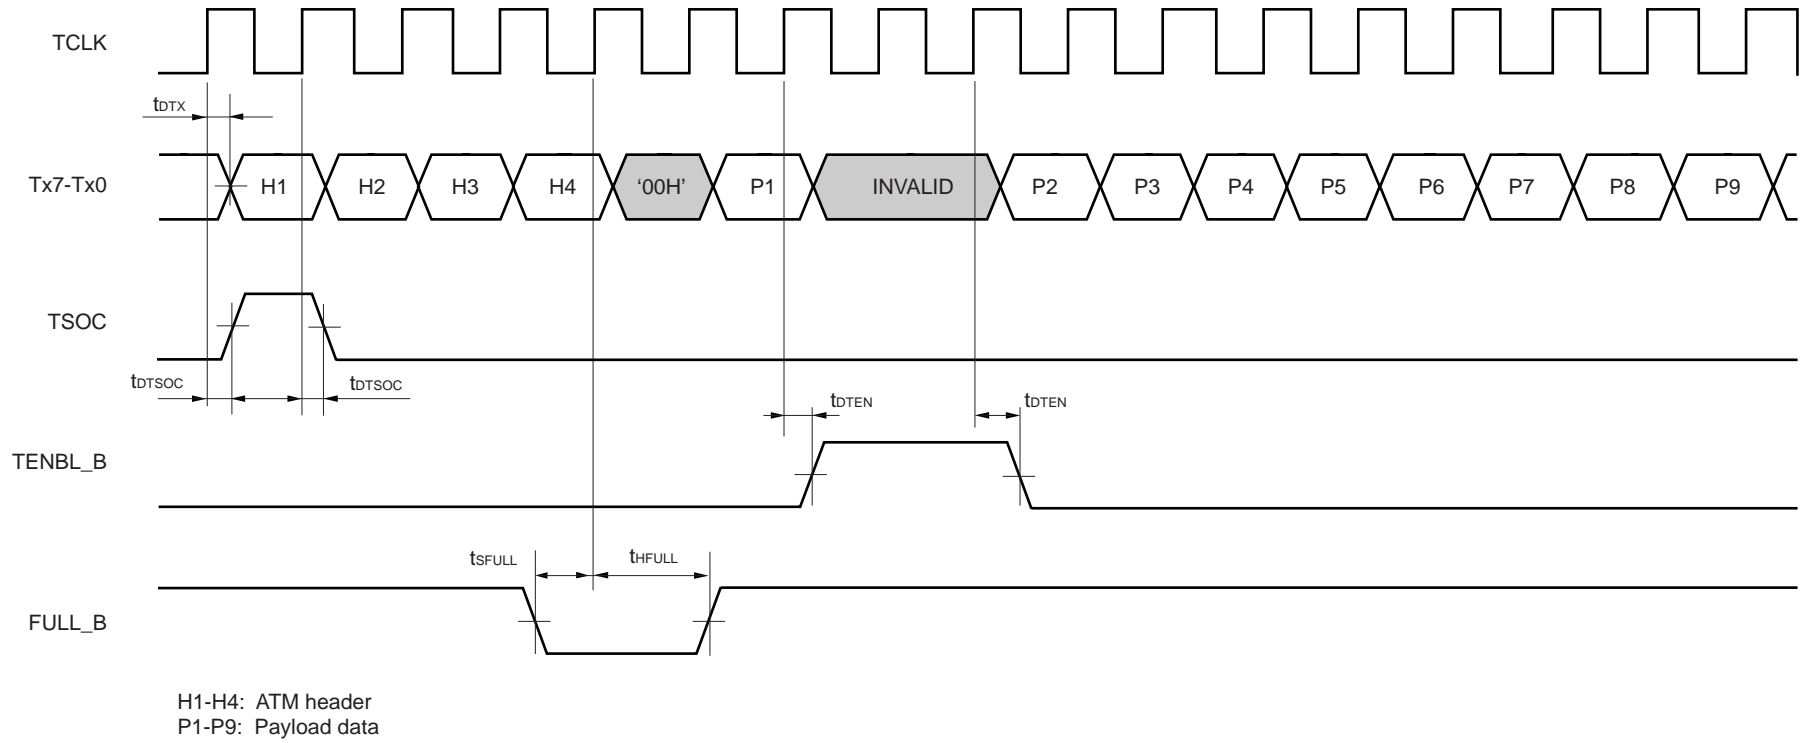 TCLK
tDTX
Tx7-Tx0 H1 H2 H3 H4 ‘00H’ P1 INVALID P2 P3 P4 P5 P6 P7 P8 P9
TSOC
tDTSOC tDTSOC
tDTEN tDTEN
TENBL_B
tSFULL tHFULL
FULL_B
H1-H4: ATM header
P1-P9: Payload data